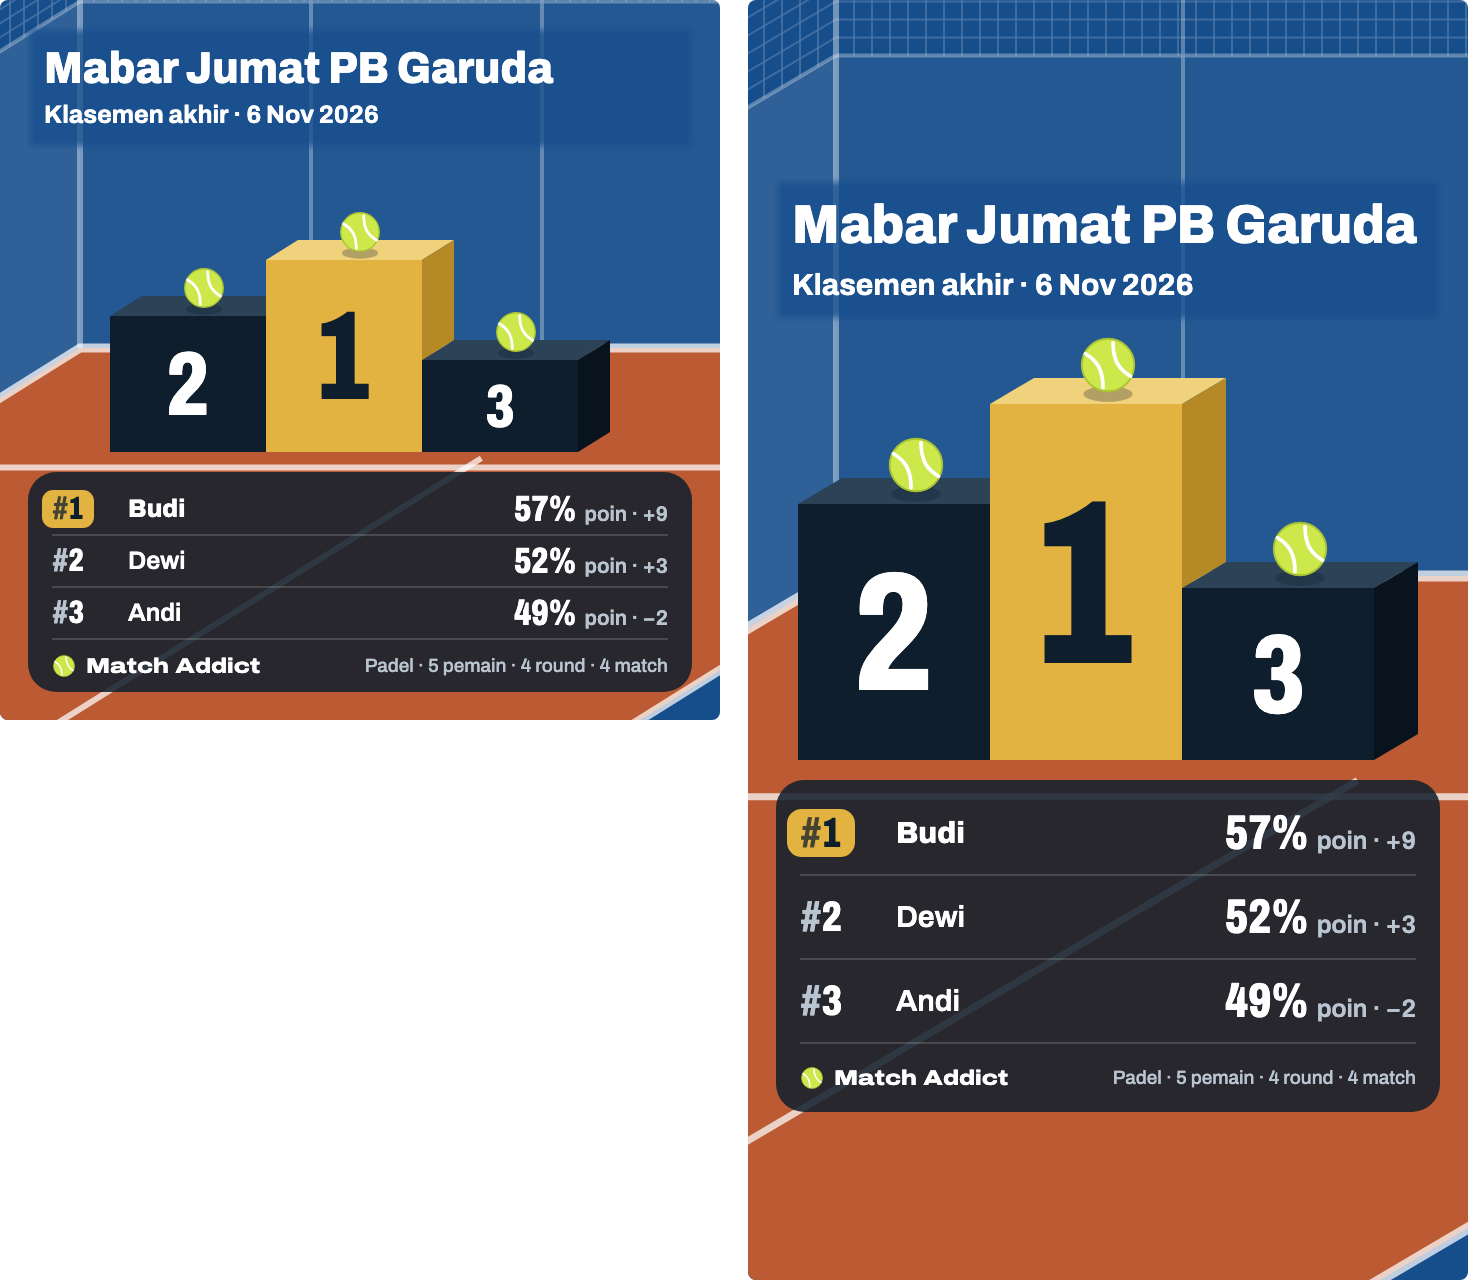 Mabar Jumat PB Garuda
Klasemen akhir · 6 Nov 2026
2 1 3
#1 Budi 57% poin · +9
#2 Dewi 52% poin · +3
#3 Andi 49% poin · −2
Match Addict Padel · 5 pemain · 4 round · 4 match
Mabar Jumat PB Garuda
Klasemen akhir · 6 Nov 2026
2 1 3
#1 Budi 57% poin · +9
#2 Dewi 52% poin · +3
#3 Andi 49% poin · −2
Match Addict Padel · 5 pemain · 4 round · 4 match